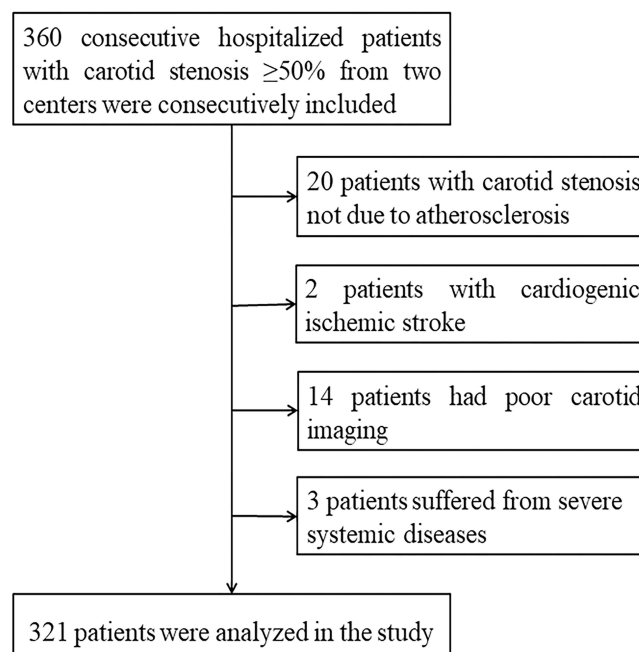 360 consecutive hospitalized patients
with carotid stenosis ≥50% from two
centers were consecutively included
20 patients with carotid stenosis
not due to atherosclerosis
2 patients with cardiogenic
ischemic stroke
14 patients had poor carotid
imaging
3 patients suffered from severe
systemic diseases
321 patients were analyzed in the study